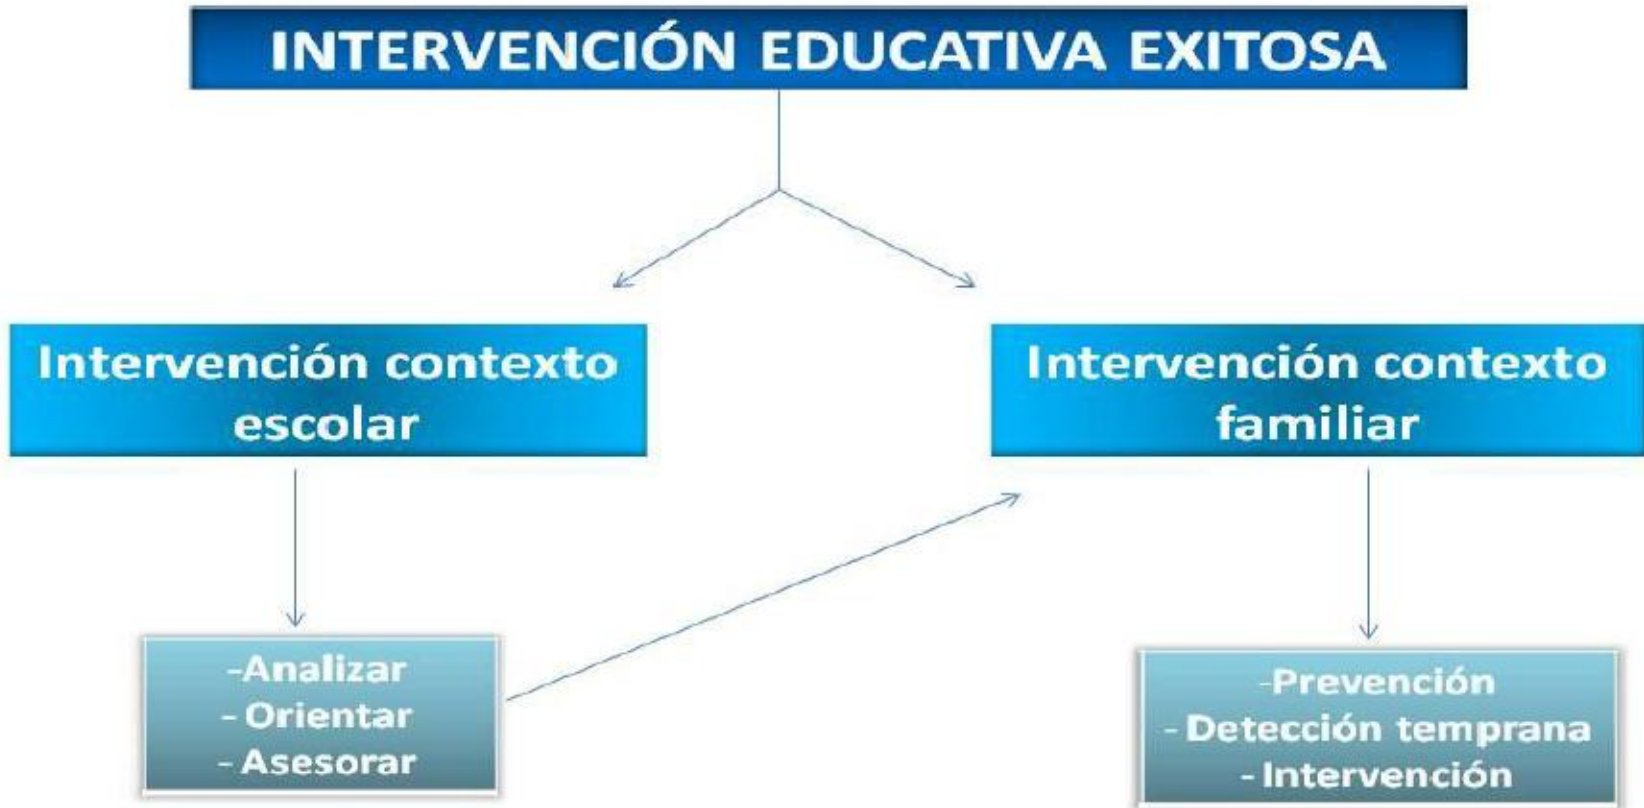 INTERVENCIÓN EDUCATIVA EXITOSA
Intervención contexto
escolar
Intervención contexto
familiar
-Analizar
- Orientar
- Asesorar
-Prevención
- Detección temprana
- Intervención